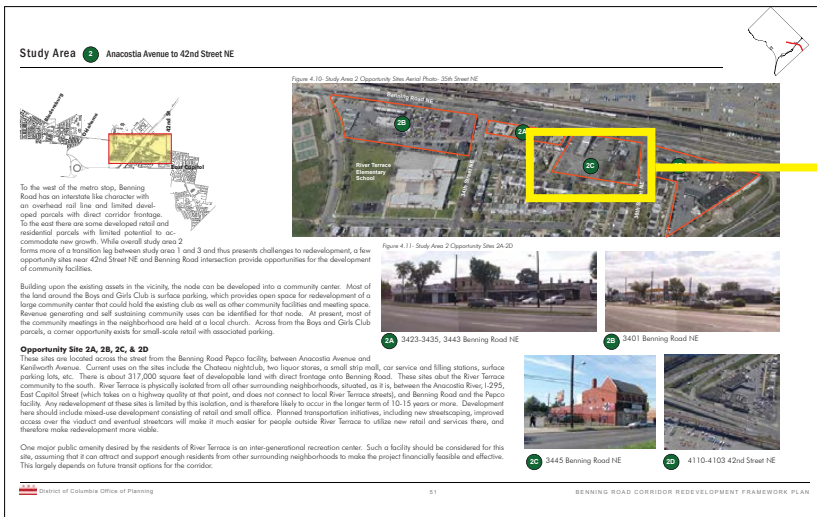 Study Area 2 Anacostia Avenue to 42nd Street NE
Figure 4.10- Study Area 2 Opportunity Sites Aerial Photo- 35th Street NE
Benning Road NE
2B
2A
2C
River Terrace
Elementary
School
34th Street NE
42nd St.
East Capitol
To the west of the metro stop, Benning
Road has an interstate like character with
an overhead rail line and limited devel-
oped parcels with direct corridor frontage.
To the east there are some developed retail and
residential parcels with limited potential to ac-
commodate new growth. While overall study area 2
forms more of a transition leg between study area 1 and 3 and thus presents challenges to redevelopment, a few
opportunity sites near 42nd Street NE and Benning Road intersection provide opportunities for the development
of community facilities.
Building upon the existing assets in the vicinity, the node can be developed into a community center. Most of
the land around the Boys and Girls Club is surface parking, which provides open space for redevelopment of a
large community center that could hold the existing club as well as other community facilities and meeting space.
Revenue generating and self sustaining community uses can be identified for that node. At present, most of
the community meetings in the neighborhood are held at a local church. Across from the Boys and Girls Club
parcels, a corner opportunity exists for small-scale retail with associated parking.
Opportunity Site 2A, 2B, 2C, & 2D
These sites are located across the street from the Benning Road Pepco facility, between Anacostia Avenue and
Kenilworth Avenue. Current uses on the sites include the Chateau nightclub, two liquor stores, a small strip mall, car service and filling stations, surface
parking lots, etc. There is about 317,000 square feet of developable land with direct frontage onto Benning Road. These sites abut the River Terrace
community to the south. River Terrace is physically isolated from all other surrounding neighborhoods, situated, as it is, between the Anacostia River, I-295,
East Capitol Street (which takes on a highway quality at that point, and does not connect to local River Terrace streets), and Benning Road and the Pepco
facility. Any redevelopment at these sites is limited by this isolation, and is therefore likely to occur in the longer term of 10-15 years or more. Development
here should include mixed-use development consisting of retail and small office. Planned transportation initiatives, including new streetscaping, improved
access over the viaduct and eventual streetcars will make it much easier for people outside River Terrace to utilize new retail and services there, and
therefore make redevelopment more viable.
One major public amenity desired by the residents of River Terrace is an inter-generational recreation center. Such a facility should be considered for this
site, assuming that it can attract and support enough residents from other surrounding neighborhoods to make the project financially feasible and effective.
This largely depends on future transit options for the corridor.
Figure 4.11- Study Area 2 Opportunity Sites 2A-2D
2A 3423-3435, 3443 Benning Road NE
2B 3401 Benning Road NE
2C 3445 Benning Road NE
2D 4110-4103 42nd Street NE
District of Columbia Office of Planning
51
BENNING ROAD CORRIDOR REDEVELOPMENT FRAMEWORK PLAN